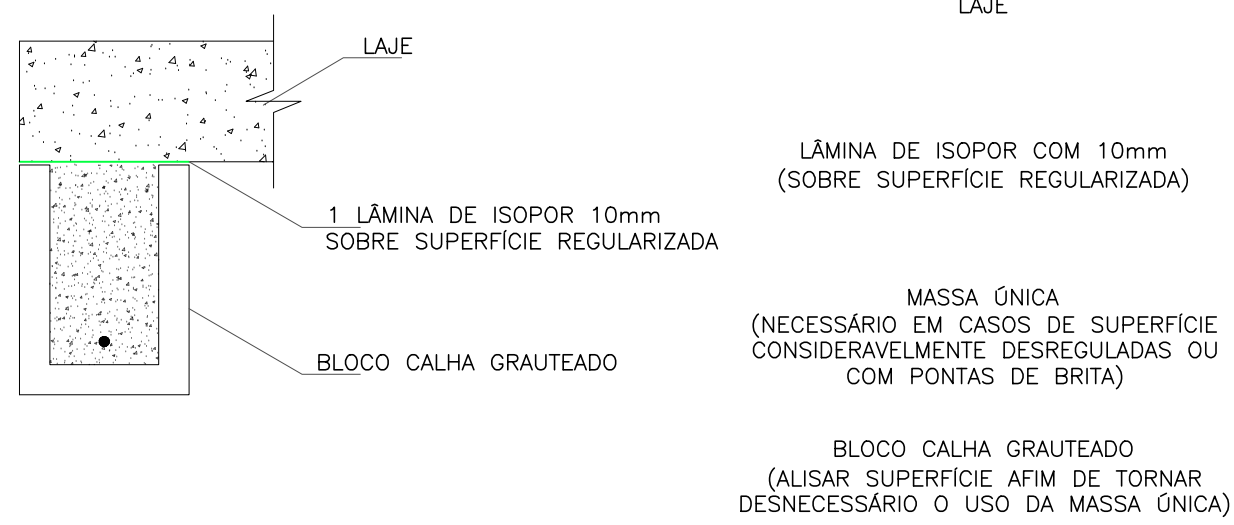 LAJE
1 LÂMINA DE ISOPOR 10mm
SOBRE SUPERFÍCIE REGULARIZADA
BLOCO CALHA GRAUTEADO
LAJE
LÂMINA DE ISOPOR COM 10mm
(SOBRE SUPERFÍCIE REGULARIZADA)
MASSA ÚNICA
(NECESSÁRIO EM CASOS DE SUPERFÍCIE
CONSIDERAVELMENTE DESREGULADAS OU
COM PONTAS DE BRITA)
BLOCO CALHA GRAUTEADO
(ALISAR SUPERFÍCIE AFIM DE TORNAR
DESNECESSÁRIO O USO DA MASSA ÚNICA)